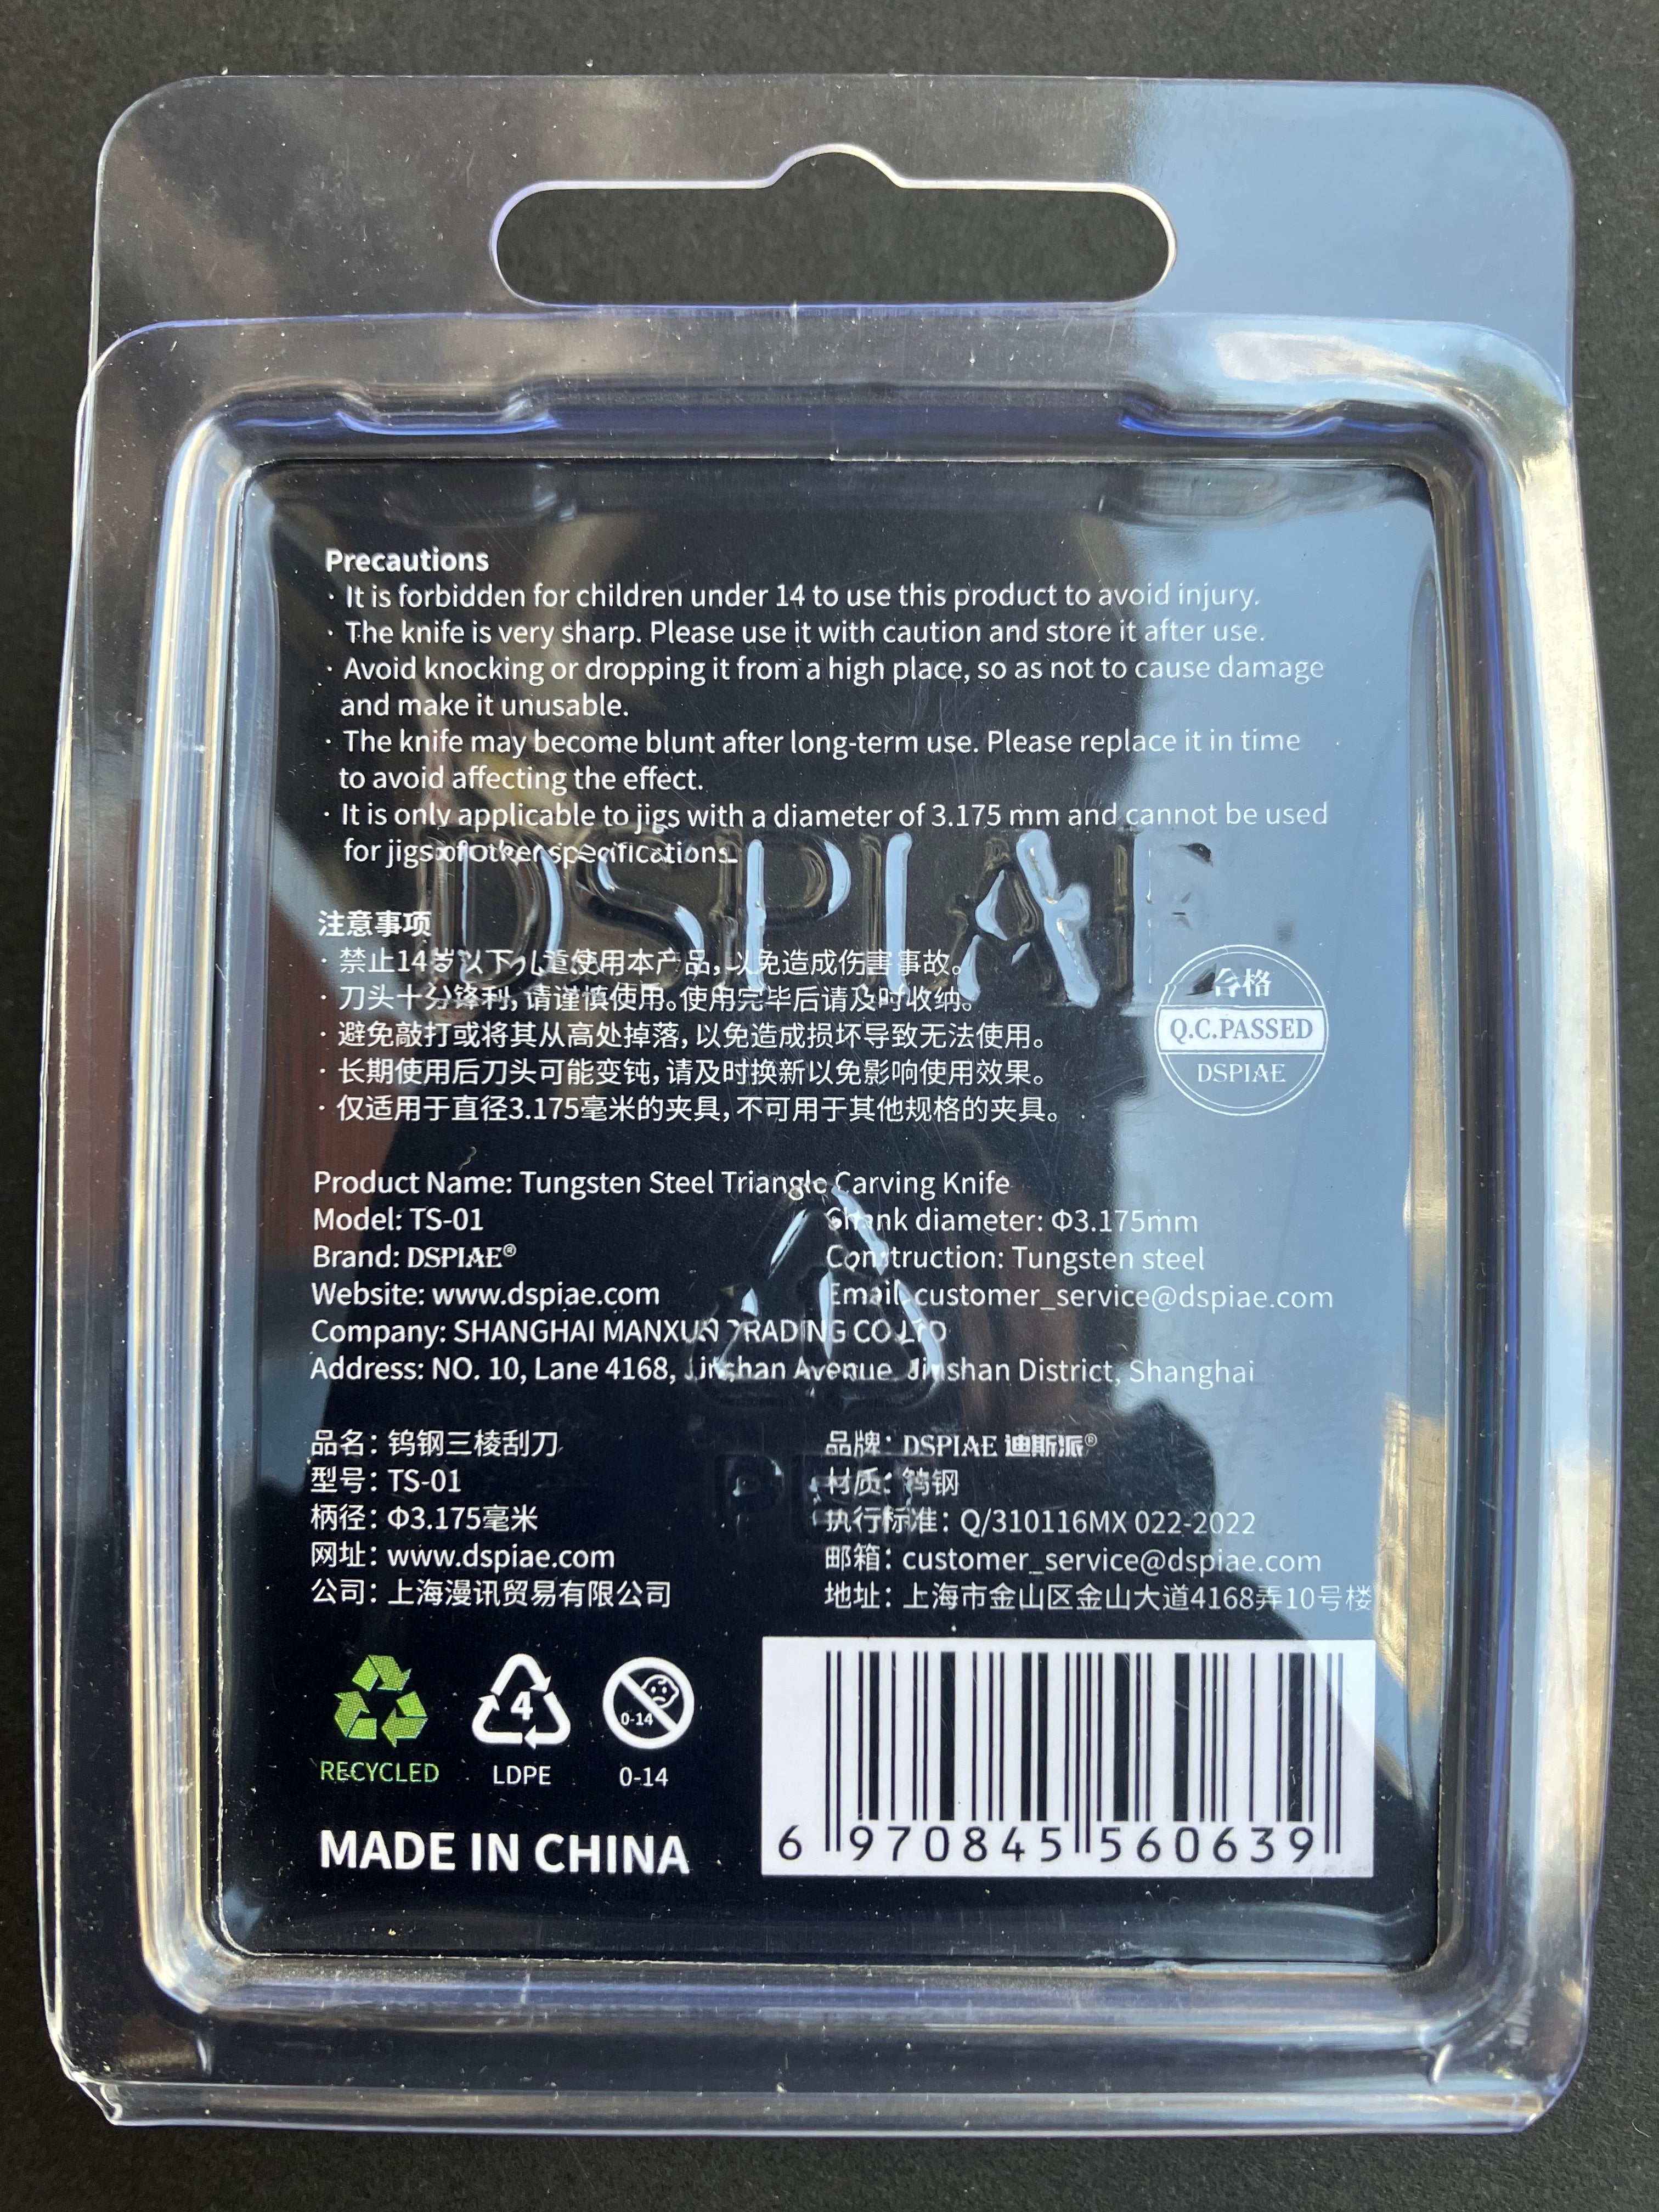 Precautions
· It is forbidden for children under 14 to use this product to avoid injury.
· The knife is very sharp. Please use it with caution and store it after use.
· Avoid knocking or dropping it from a high place, so as not to cause damage
and make it unusable.
· The knife may become blunt after long-term use. Please replace it in time
to avoid affecting the effect.
· It is only applicable to jigs with a diameter of 3.175 mm and cannot be used
for jigs of other specifications.
DSPIAE
注意事项
· 禁止14岁以下儿童使用本产品,以免造成伤害事故。
· 刀头十分锋利,请谨慎使用。使用完毕后请及时收纳。
· 避免敲打或将其从高处掉落,以免造成损坏导致无法使用。
· 长期使用后刀头可能变钝,请及时换新以免影响使用效果。
· 仅适用于直径3.175毫米的夹具,不可用于其他规格的夹具。
合格
Q.C.PASSED
DSPIAE
Product Name: Tungsten Steel Triangle Carving Knife
Model: TS-01
Shank diameter: Φ3.175mm
Brand: DSPIAE®
Construction: Tungsten steel
Website: www.dspiae.com
Email: customer_service@dspiae.com
Company: SHANGHAI MANXUN TRADING CO.,LTD
Address: NO. 10, Lane 4168, Jinshan Avenue, Jinshan District, Shanghai
1
PET
品名: 钨钢三棱刮刀
品牌: DSPIAE 迪斯派®
型号: TS-01
材质: 钨钢
柄径: Φ3.175毫米
执行标准: Q/310116MX 022-2022
网址: www.dspiae.com
邮箱: customer_service@dspiae.com
公司: 上海漫讯贸易有限公司
地址: 上海市金山区金山大道4168弄10号楼
4
0-14
RECYCLED
LDPE
0-14
MADE IN CHINA
6 970845 560639